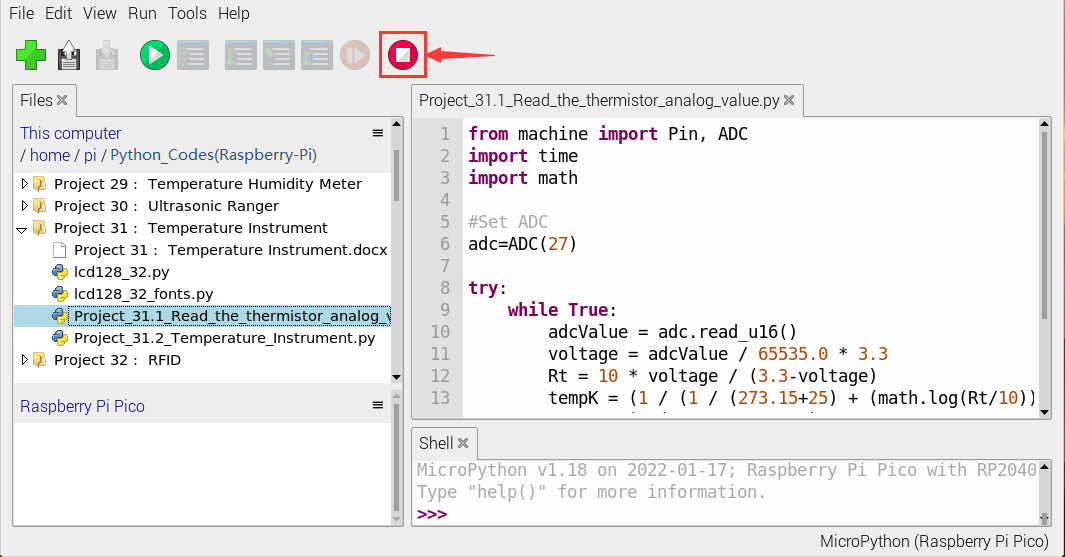 File Edit View Run Tools Help
Files
This computer
/ home / pi / Python_Codes(Raspberry-Pi)
Project 29 : Temperature Humidity Meter
Project 30 : Ultrasonic Ranger
Project 31 : Temperature Instrument
Project 31 : Temperature Instrument.docx
lcd128_32.py
lcd128_32_fonts.py
Project_31.1_Read_the_thermistor_analog_v
Project_31.2_Temperature_Instrument.py
Project 32 : RFID
Raspberry Pi Pico
Project_31.1_Read_the_thermistor_analog_value.py
1 from machine import Pin, ADC
2 import time
3 import math
4
5 #Set ADC
6 adc=ADC(27)
7
8 try:
9 while True:
10 adcValue = adc.read_u16()
11 voltage = adcValue / 65535.0 * 3.3
12 Rt = 10 * voltage / (3.3-voltage)
13 tempK = (1 / (1 / (273.15+25) + (math.log(Rt/10))
Shell
MicroPython v1.18 on 2022-01-17; Raspberry Pi Pico with RP2040
Type "help()" for more information.
>>>
MicroPython (Raspberry Pi Pico)